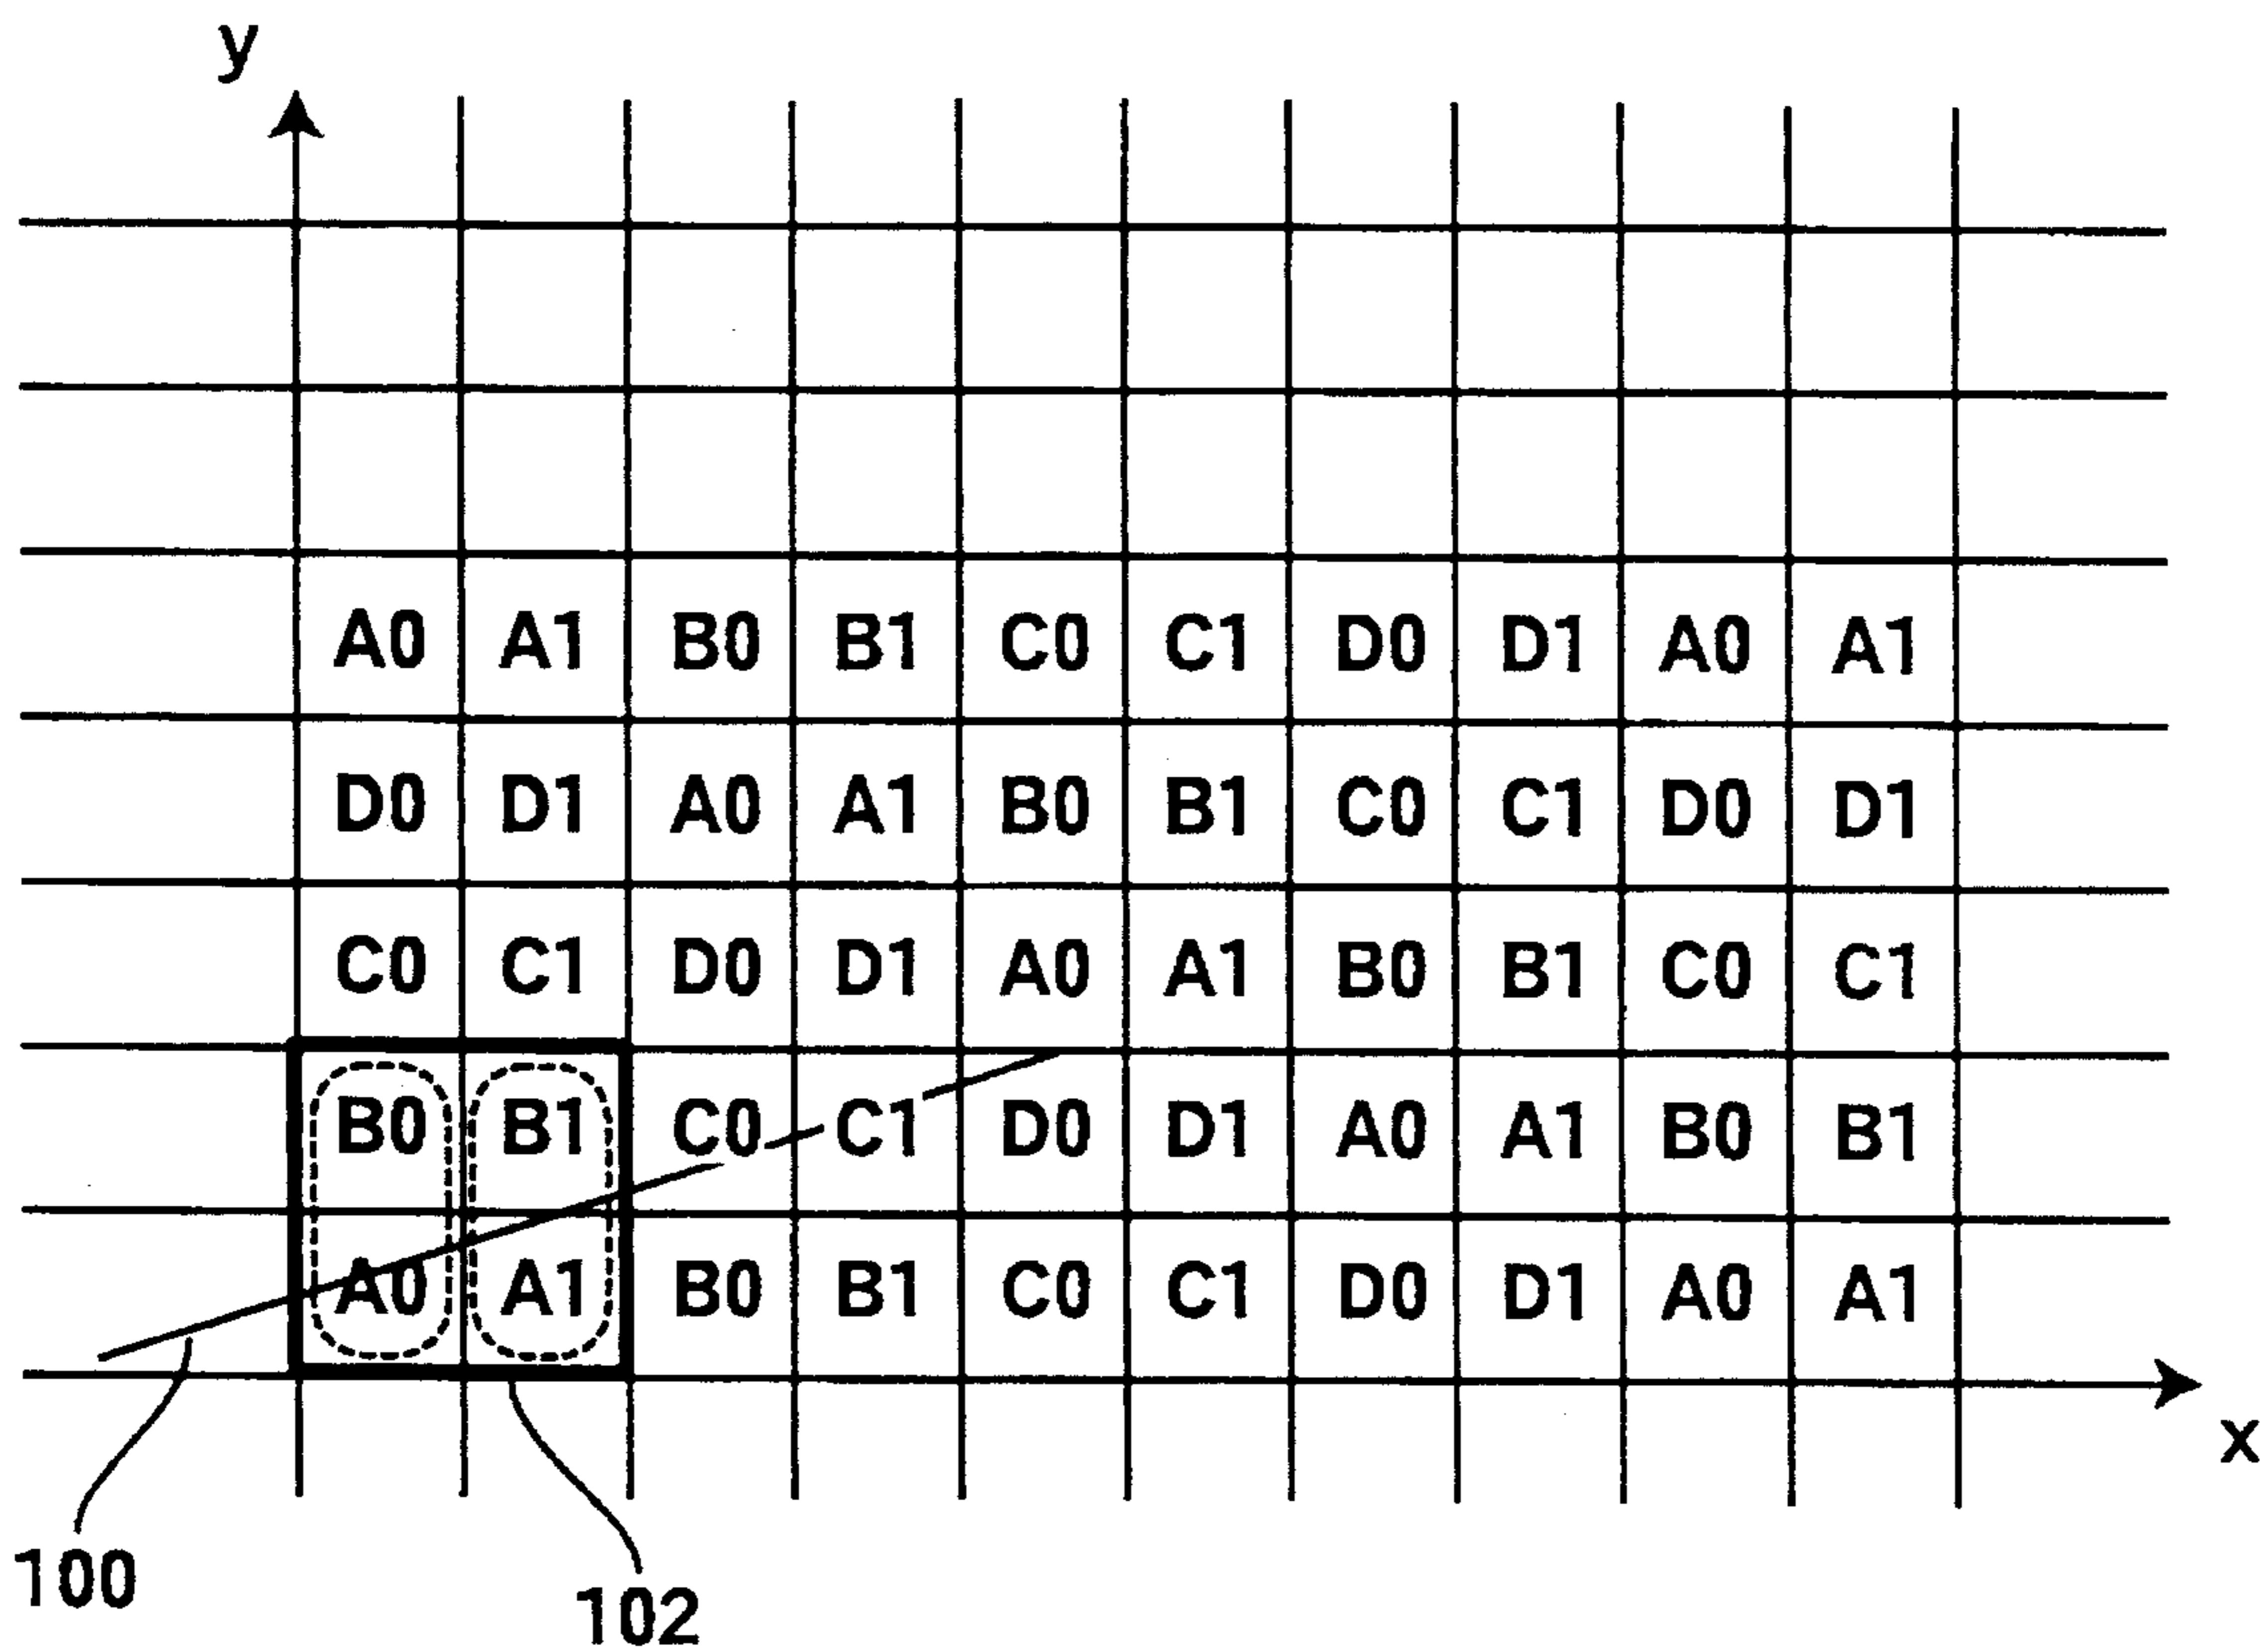 y
A0 A1 B0 B1 C0 C1 D0 D1 A0 A1
D0 D1 A0 A1 B0 B1 C0 C1 D0 D1
C0 C1 D0 D1 A0 A1 B0 B1 C0 C1
B0 B1 C0 C1 D0 D1 A0 A1 B0 B1
A0 A1 B0 B1 C0 C1 D0 D1 A0 A1
x
100
102